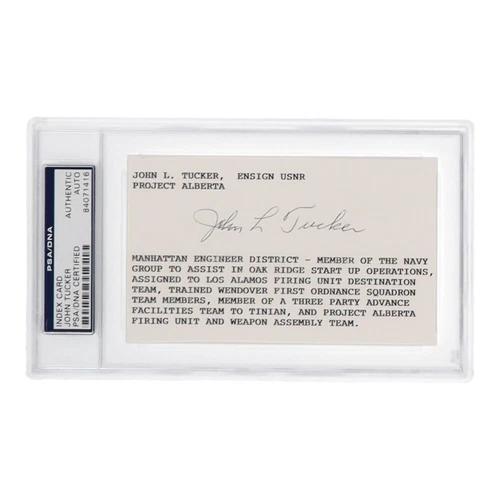 PSA/DNA
INDEX CARD
JOHN TUCKER
PSA/DNA CERTIFIED
AUTHENTIC
AUTO
84071416
JOHN L. TUCKER, ENSIGN USNR
PROJECT ALBERTA
John L Tucker
MANHATTAN ENGINEER DISTRICT - MEMBER OF THE NAVY
GROUP TO ASSIST IN OAK RIDGE START UP OPERATIONS,
ASSIGNED TO LOS ALAMOS FIRING UNIT DESTINATION
TEAM, TRAINED WENDOVER FIRST ORDNANCE SQUADRON
TEAM MEMBERS, MEMBER OF A THREE PARTY ADVANCE
FACILITIES TEAM TO TINIAN, AND PROJECT ALBERTA
FIRING UNIT AND WEAPON ASSEMBLY TEAM.